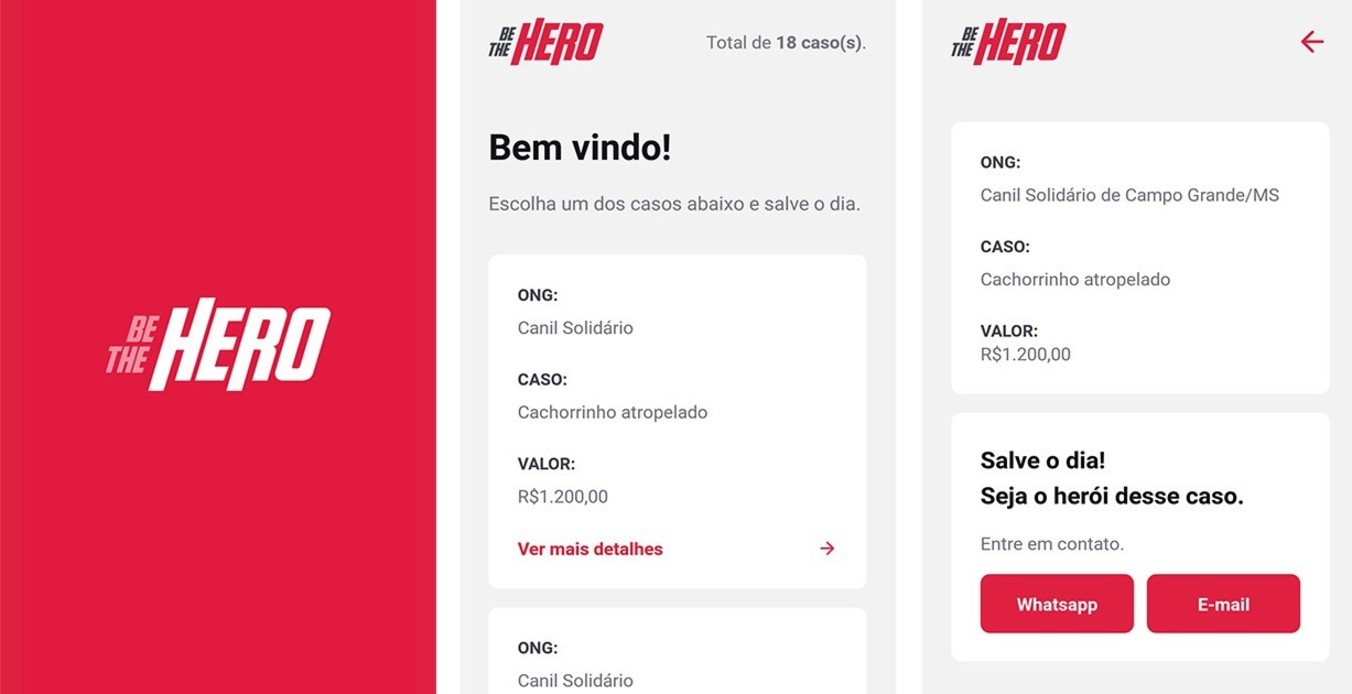 BE
THE HERO
BE
THE HERO
Total de 18 caso(s).
Bem vindo!
Escolha um dos casos abaixo e salve o dia.
ONG:
Canil Solidário
CASO:
Cachorrinho atropelado
VALOR:
R$1.200,00
Ver mais detalhes →
ONG:
Canil Solidário
BE
THE HERO
←
ONG:
Canil Solidário de Campo Grande/MS
CASO:
Cachorrinho atropelado
VALOR:
R$1.200,00
Salve o dia!
Seja o herói desse caso.
Entre em contato.
Whatsapp E-mail